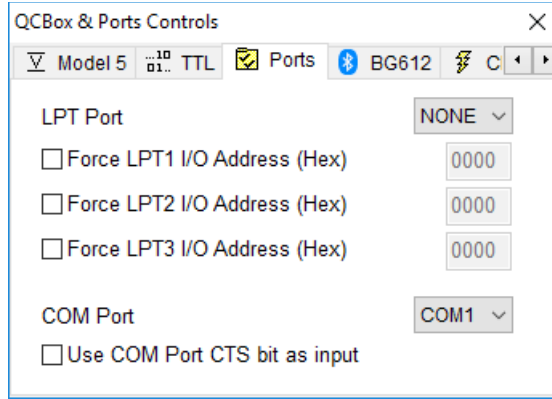 QCBox & Ports Controls
Model 5 TTL Ports BG612 C
LPT Port NONE
Force LPT1 I/O Address (Hex) 0000
Force LPT2 I/O Address (Hex) 0000
Force LPT3 I/O Address (Hex) 0000
COM Port COM1
Use COM Port CTS bit as input